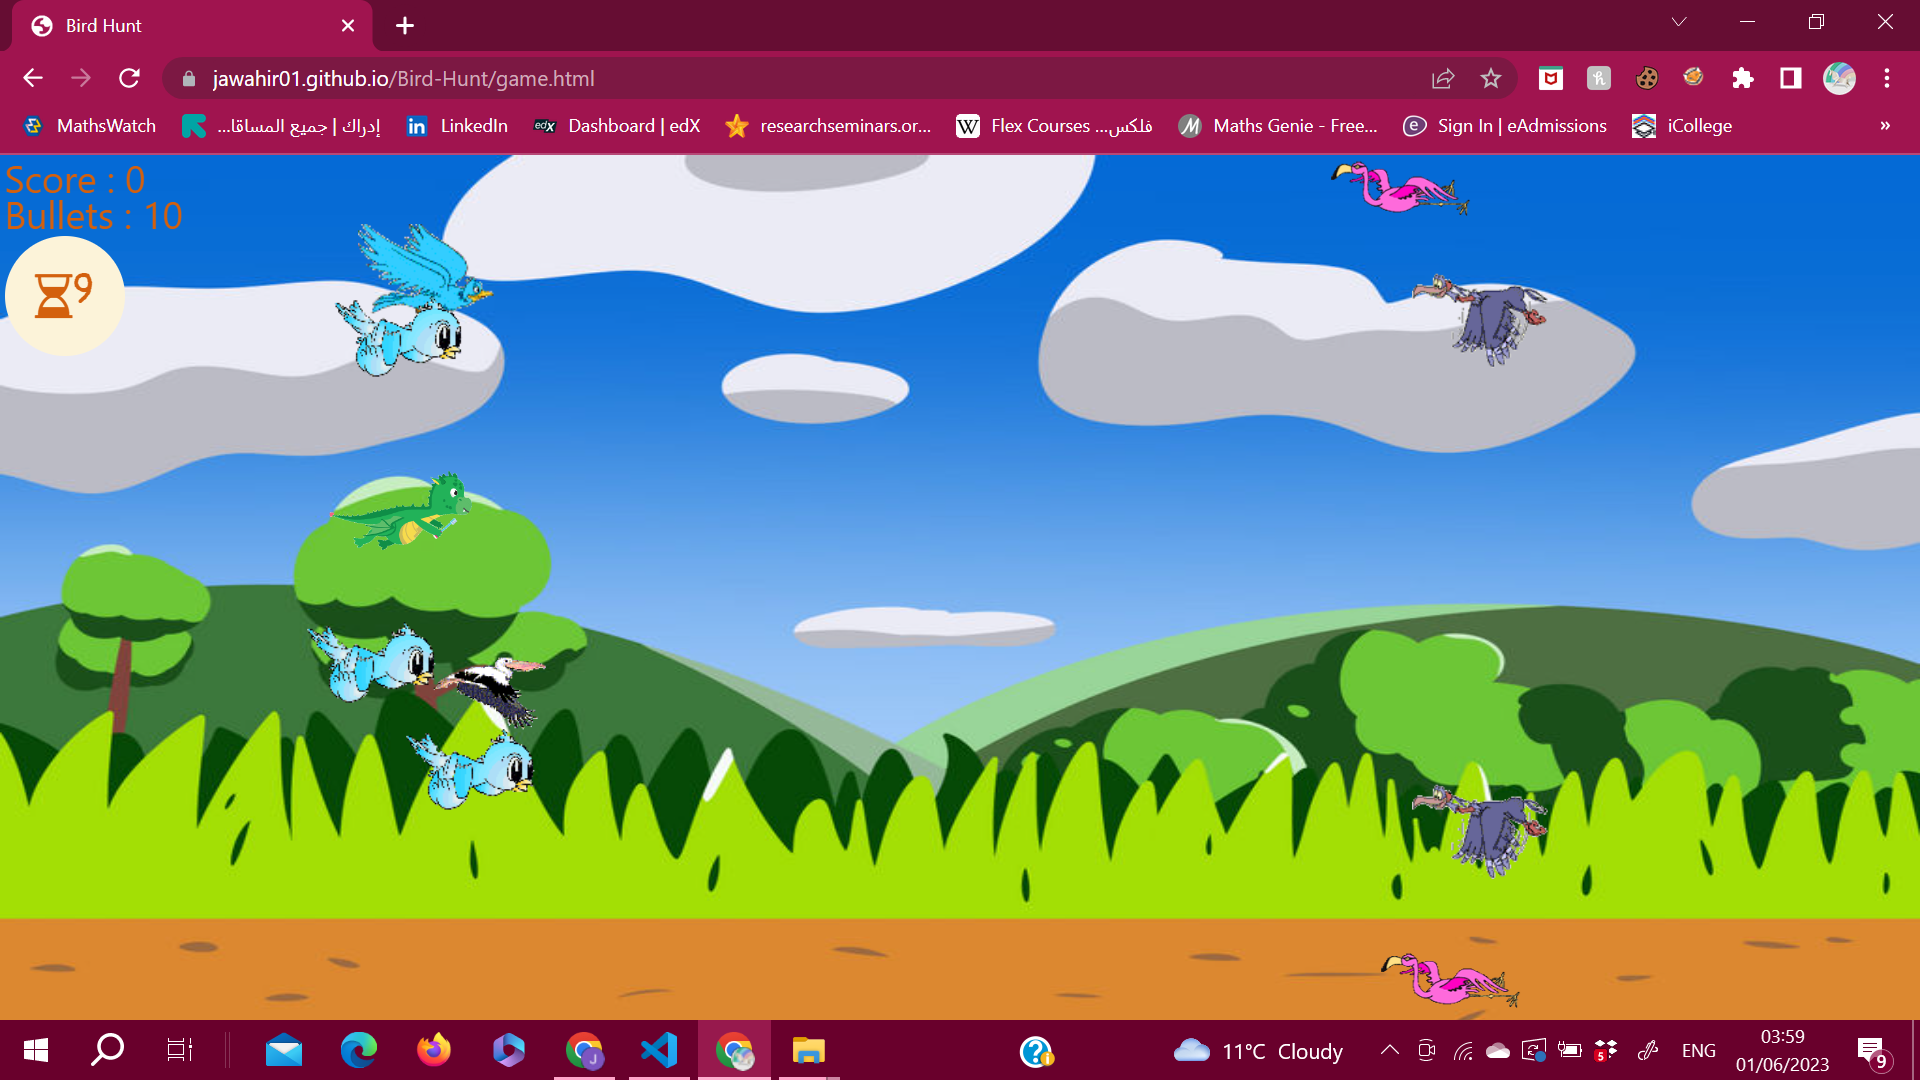 Bird Hunt
jawahir01.github.io/Bird-Hunt/game.html
MathsWatch
إدراك | جميع المساقا...
LinkedIn
edX
Dashboard | edX
researchseminars.or...
W
Flex Courses ...فلكس
M
Maths Genie - Free...
e
Sign In | eAdmissions
iCollege
»
Score : 0
Bullets : 10
9
11°C Cloudy
5
ENG
03:59
01/06/2023
9